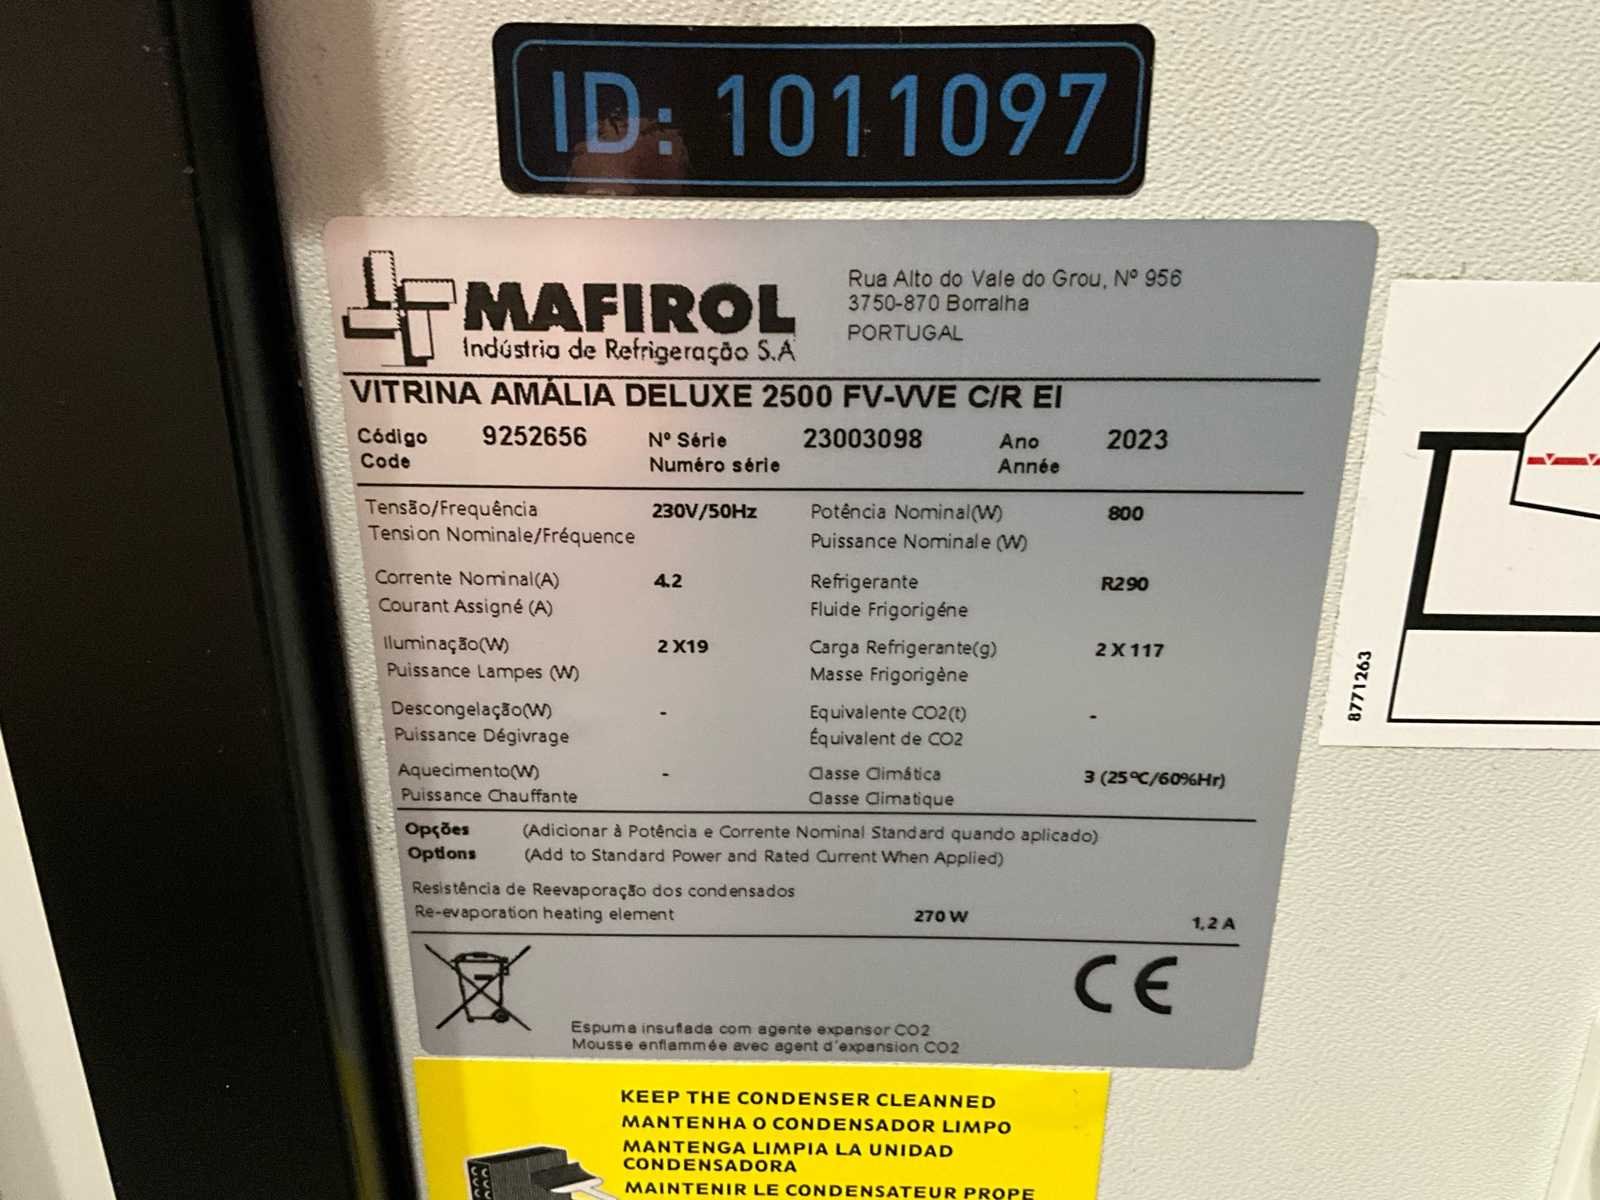 ID: 1011097
MAFIROL
Indústria de Refrigeração S.A
Rua Alto do Vale do Grou, Nº 956
3750-870 Borralha
PORTUGAL
VITRINA AMÁLIA DELUXE 2500 FV-VVE C/R EI
Código 9252656 Nº Série 23003098 Ano 2023
Code Numéro série Année
Tensão/Frequência 230V/50Hz Potência Nominal(W) 800
Tension Nominale/Fréquence Puissance Nominale (W)
Corrente Nominal(A) 4.2 Refrigerante R290
Courant Assigné (A) Fluide Frigorigéne
Iluminação(W) 2 X19 Carga Refrigerante(g) 2 X 117
Puissance Lampes (W) Masse Frigorigène
Descongelação(W) - Equivalente CO2(t) -
Puissance Dégivrage Équivalent de CO2
Aquecimento(W) - Classe Climática 3 (25ºC/60%Hr)
Puissance Chauffante Classe Climatique
Opções (Adicionar à Potência e Corrente Nominal Standard quando aplicado)
Options (Add to Standard Power and Rated Current When Applied)
Resistência de Reevaporação dos condensados
Re-evaporation heating element 270 W 1,2 A
CE
Espuma insuflada com agente expansor CO2
Mousse enflammée avec agent d'expansion CO2
8771263
KEEP THE CONDENSER CLEANNED
MANTENHA O CONDENSADOR LIMPO
MANTENGA LIMPIA LA UNIDAD
CONDENSADORA
MAINTENIR LE CONDENSATEUR PROPE